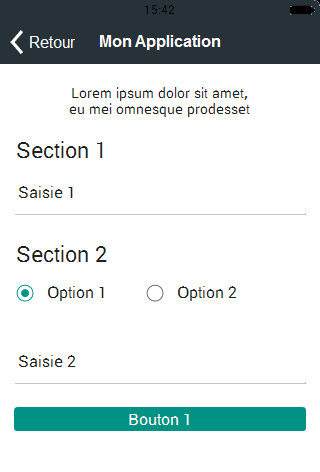 15:42
Retour Mon Application
Lorem ipsum dolor sit amet,
eu mei omnesque prodesset
Section 1
Saisie 1
Section 2
Option 1 Option 2
Saisie 2
Bouton 1